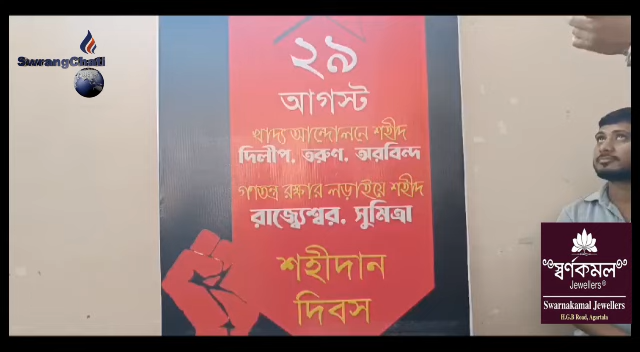 SwrangChati
২৯
আগস্ট
খাদ্য আন্দোলনে শহীদ
দিলীপ, তরুণ, অরবিন্দ
গণতন্ত্র রক্ষার লড়াইয়ে শহীদ
রাজ্যেশ্বর, সুমিত্রা
শহীদান
দিবস
স্বর্ণকমল
Jewellers®
Swarnakamal Jewellers
H.G.B Road, Agartala